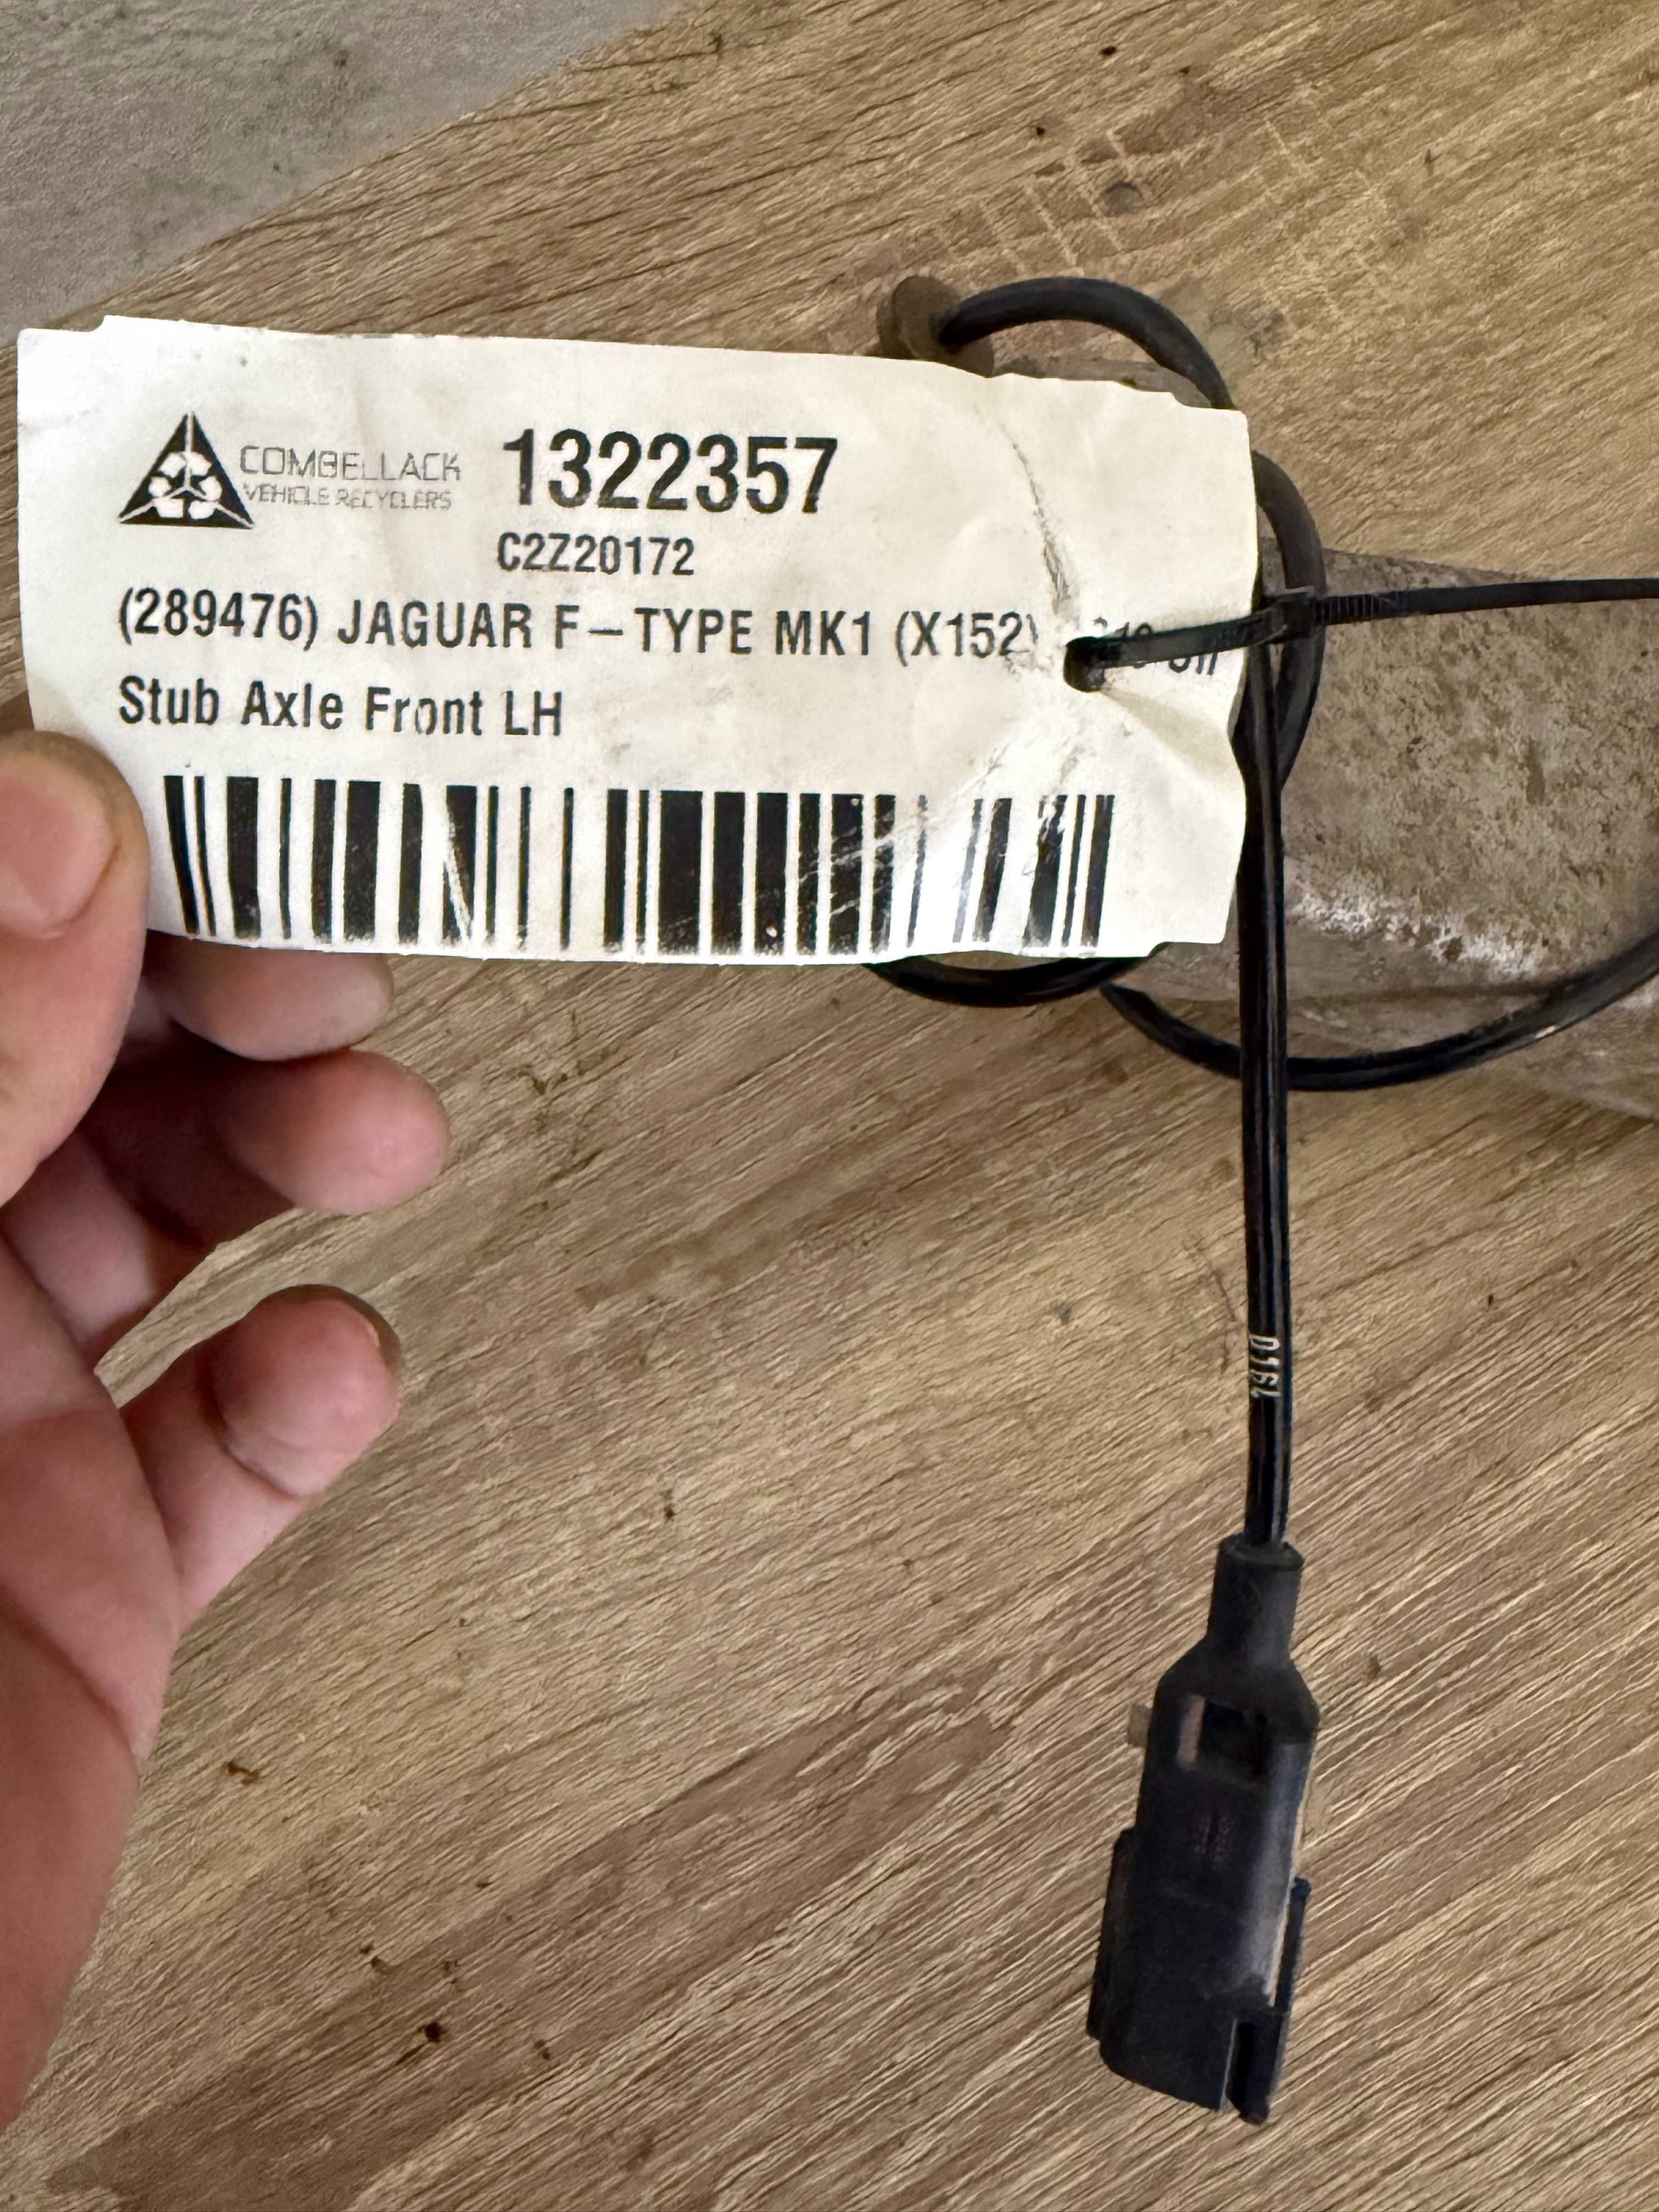 COMBELLACK
VEHICLE RECYCLERS
1322357
C2Z20172
(289476) JAGUAR F-TYPE MK1 (X152)
Stub Axle Front LH